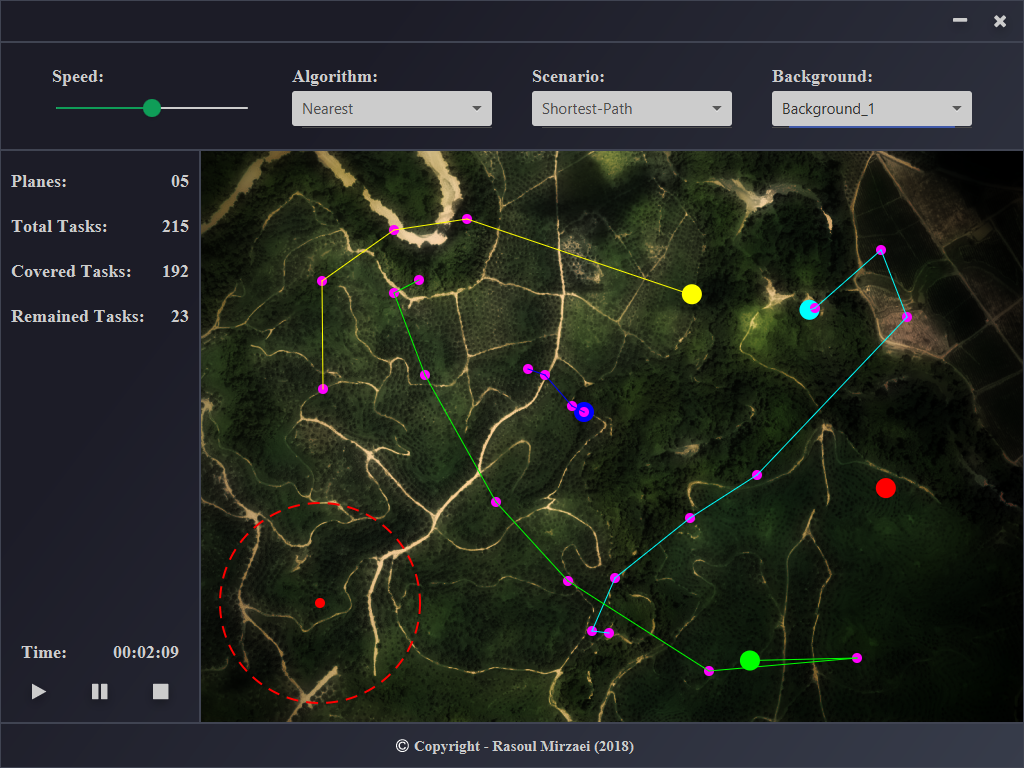 Speed: Algorithm: Scenario: Background:
Nearest Shortest-Path Background_1
Planes: 05
Total Tasks: 215
Covered Tasks: 192
Remained Tasks: 23
Time: 00:02:09
© Copyright - Rasoul Mirzaei (2018)